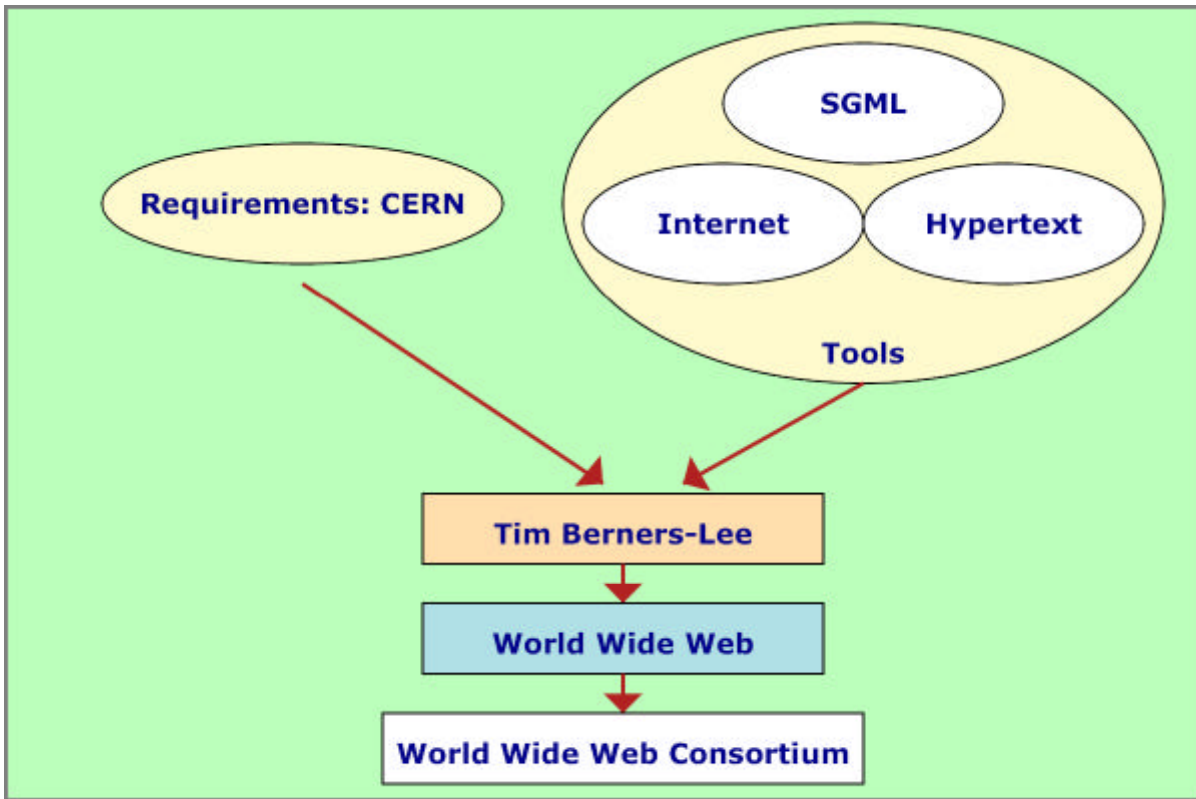 SGML
Requirements: CERN
Internet
Hypertext
Tools
Tim Berners-Lee
World Wide Web
World Wide Web Consortium